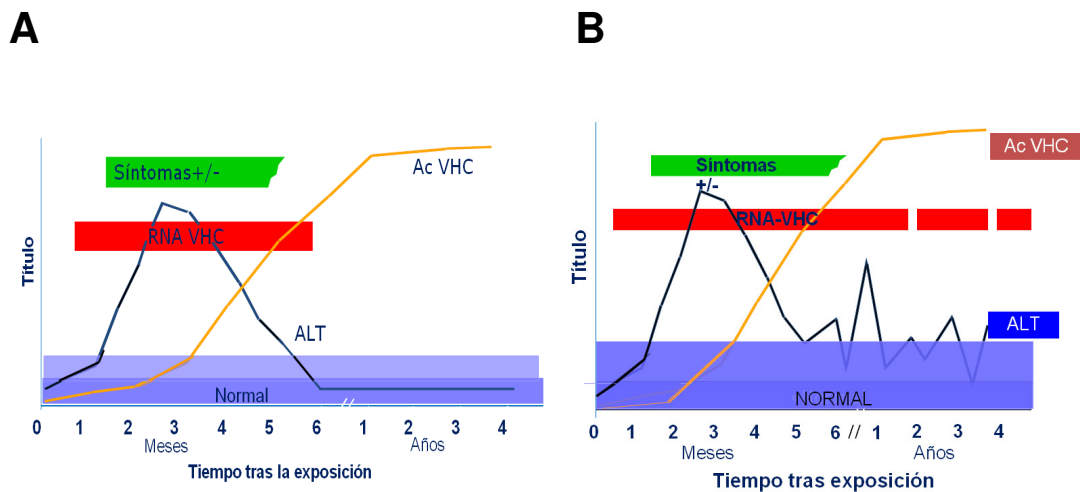 A
Síntomas+/-
Ac VHC
RNA VHC
Título
ALT
Normal
0 1 2 3 4 5 6 // 1 2 3 4
Meses
Años
Tiempo tras la exposición
B
Síntomas
+/-
Ac VHC
RNA-VHC
Título
ALT
NORMAL
0 1 2 3 4 5 6 // 1 2 3 4
Meses
Años
Tiempo tras exposición